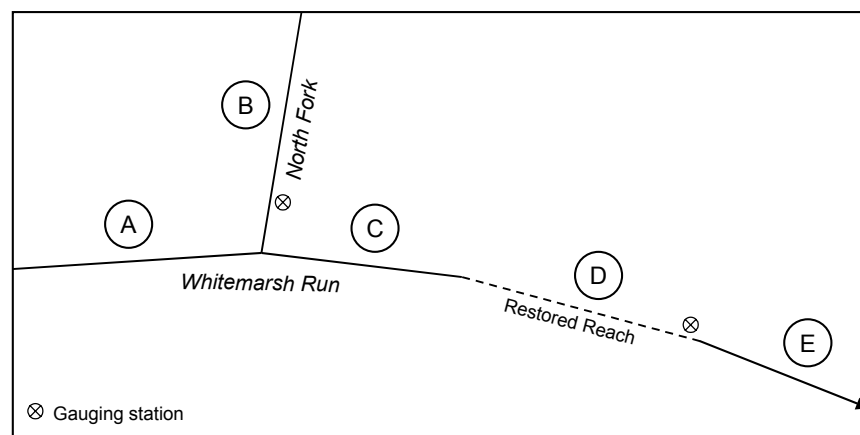 B
North Fork
A
C
Whitemarsh Run
D
Restored Reach
E
Gauging station